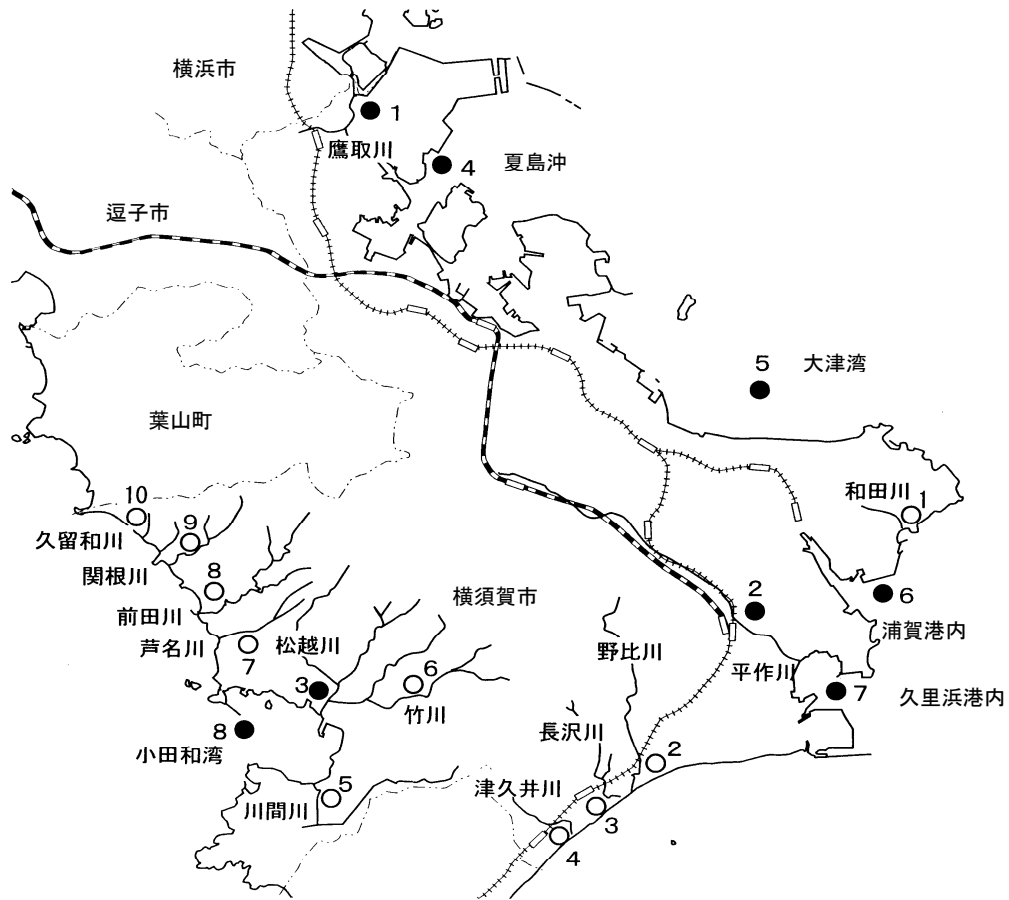 横浜市
1
鷹取川
4
夏島沖
逗子市
5
大津湾
葉山町
和田川
1
10
久留和川
9
関根川
8
前田川
横須賀市
2
6
浦賀港内
芦名川
7
松越川
3
6
竹川
野比川
平作川
7
久里浜港内
8
小田和湾
長沢川
2
津久井川
5
川間川
3
4